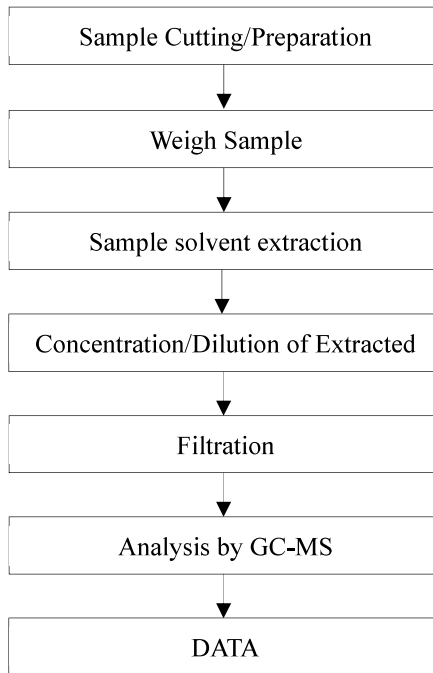 Sample Cutting/Preparation
Weigh Sample
Sample solvent extraction
Concentration/Dilution of Extracted
Filtration
Analysis by GC-MS
DATA